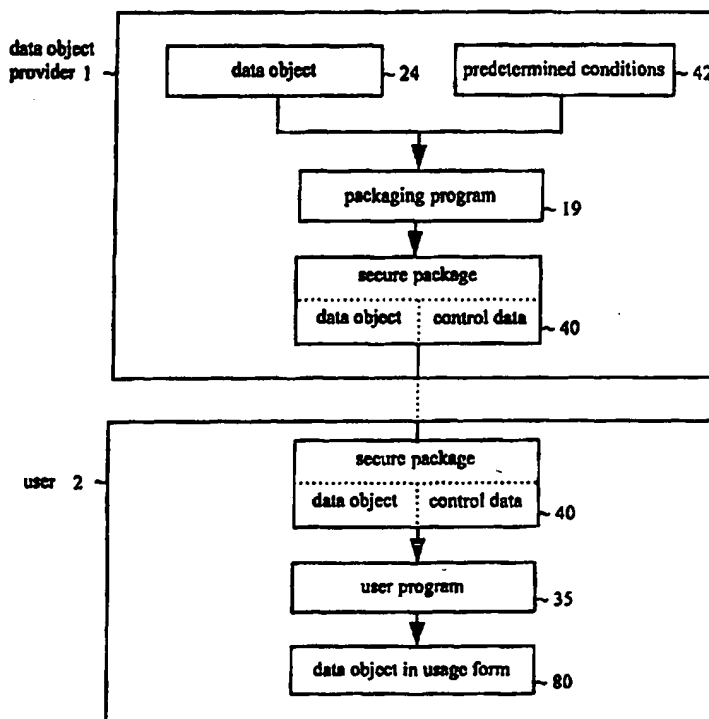 data object
provider 1
data object
24
predetermined conditions
42
packaging program
19
secure package
data object control data
40
user 2
secure package
data object control data
40
user program
35
data object in usage form
80